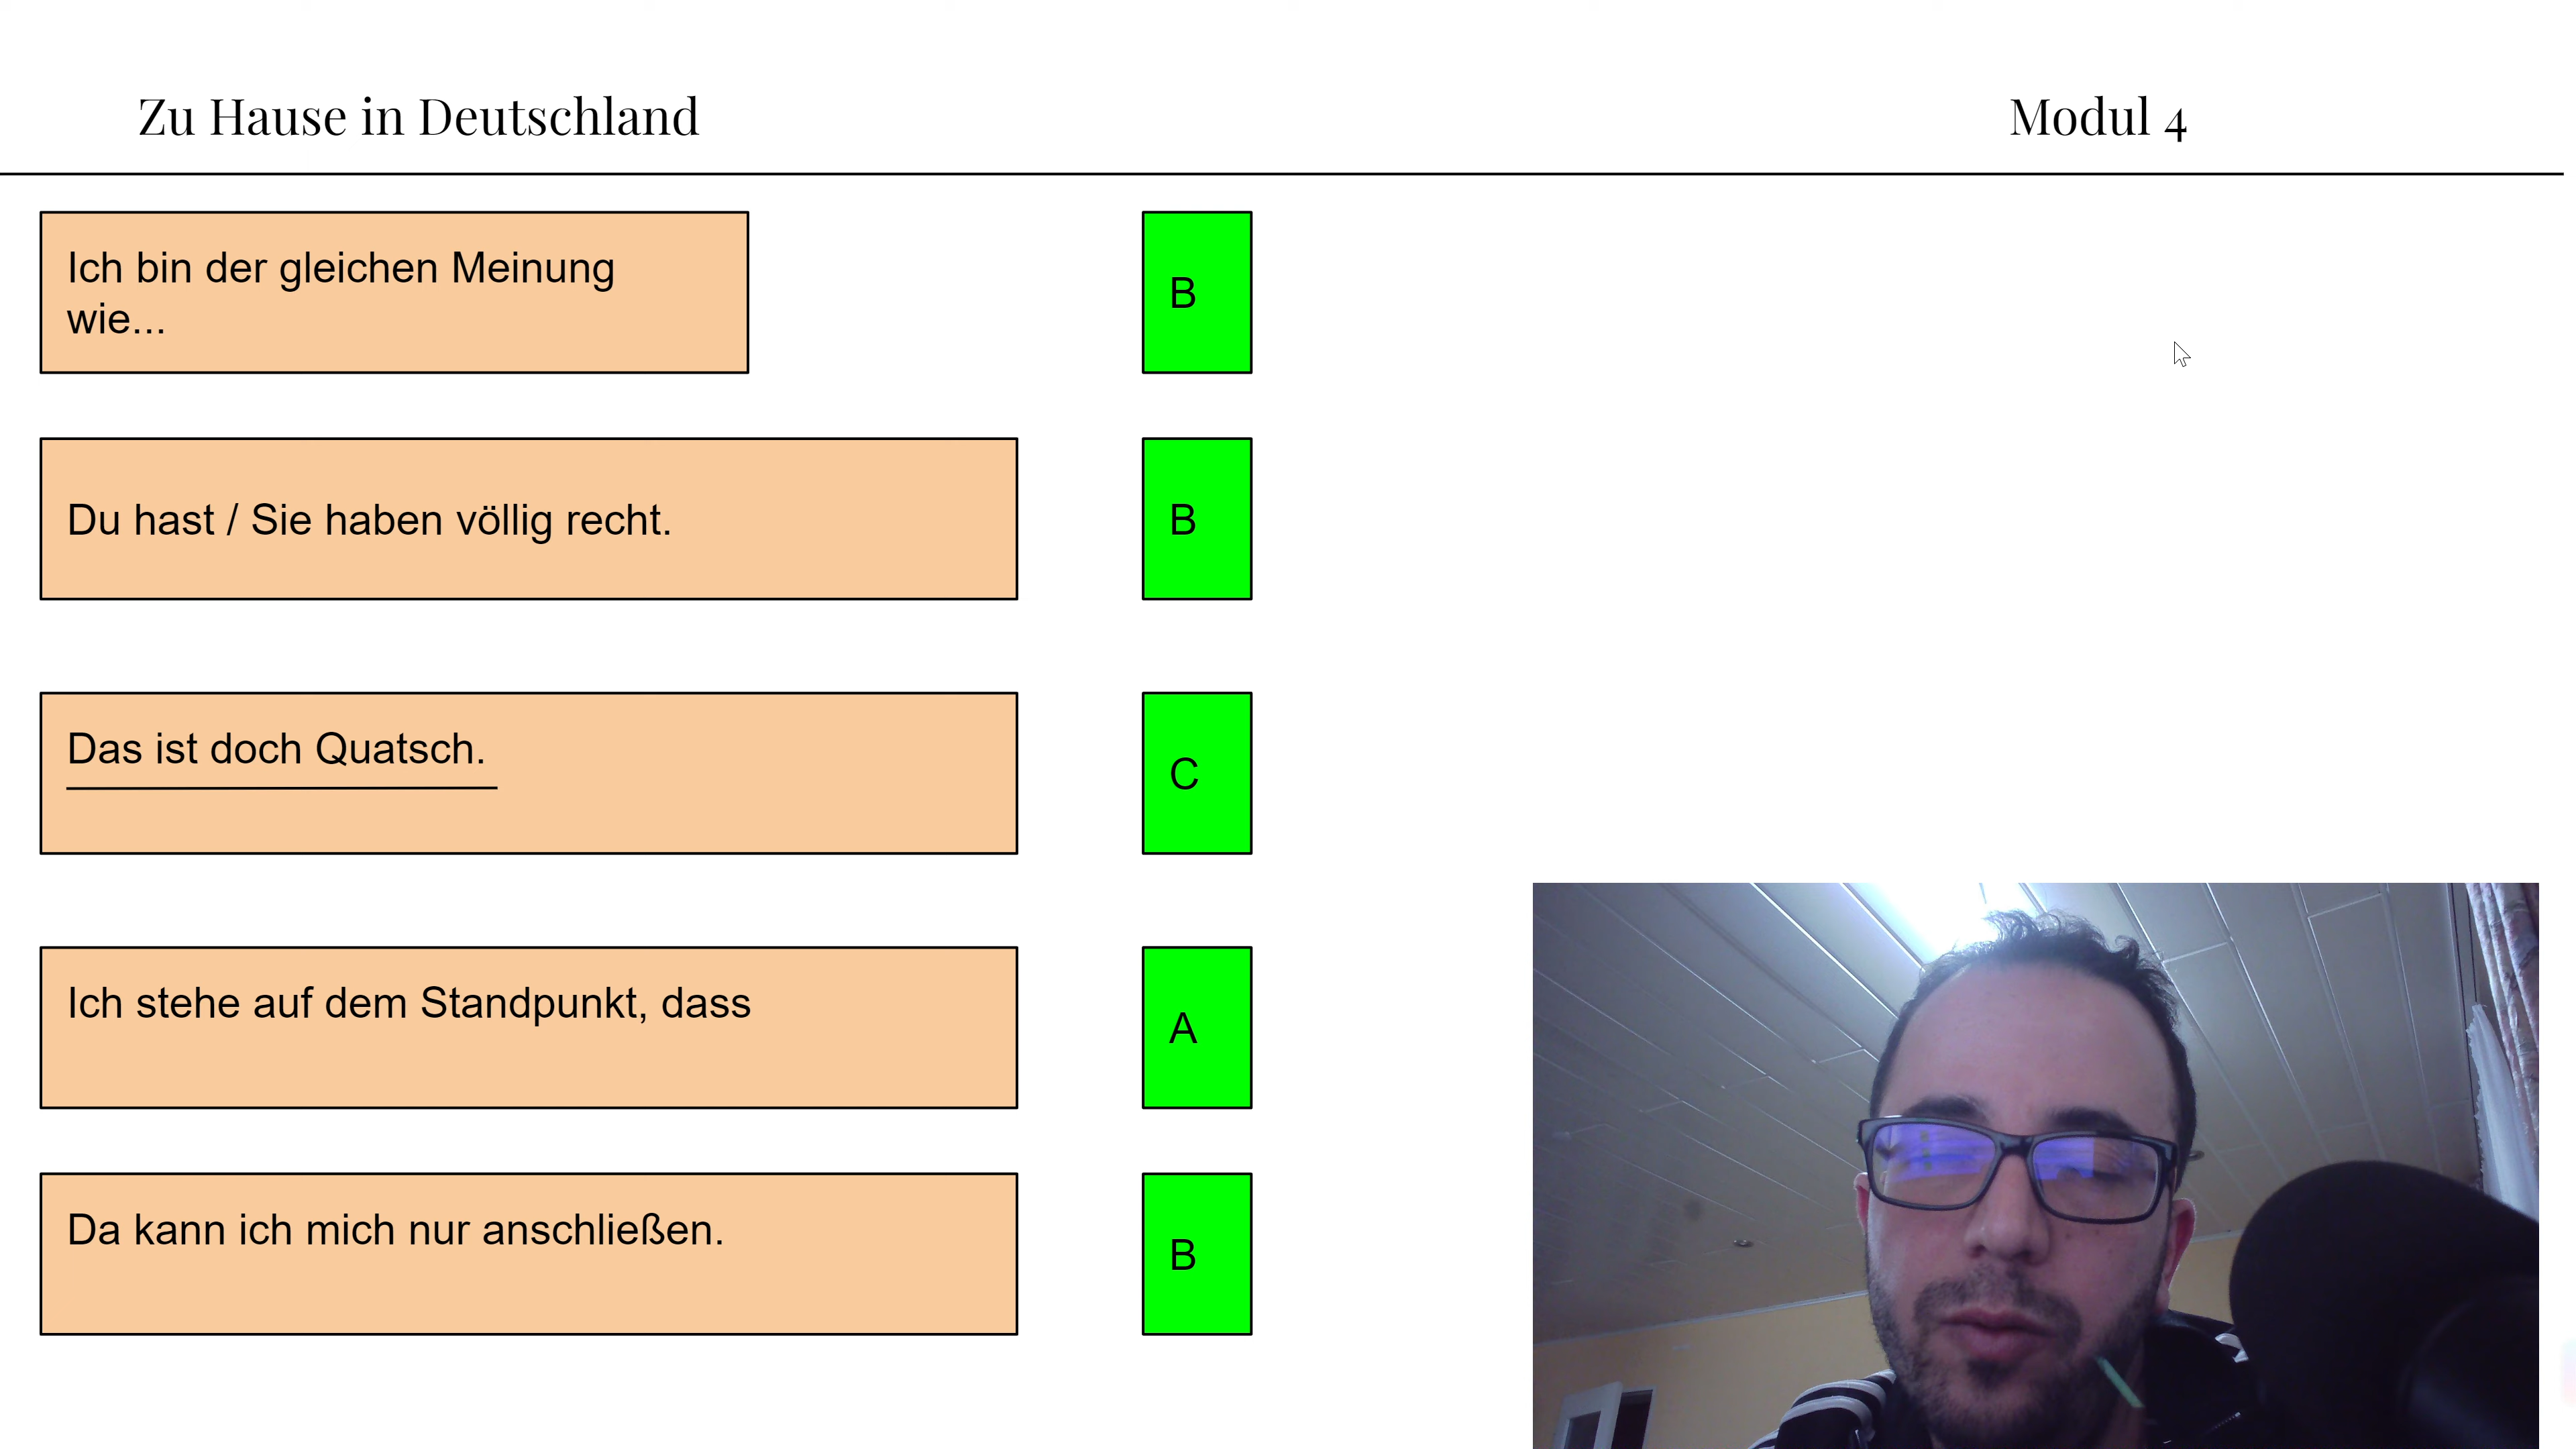 Zu Hause in Deutschland
Modul 4
Ich bin der gleichen Meinung
wie...
B
Du hast / Sie haben völlig recht.
B
Das ist doch Quatsch.
C
Ich stehe auf dem Standpunkt, dass
A
Da kann ich mich nur anschließen.
B